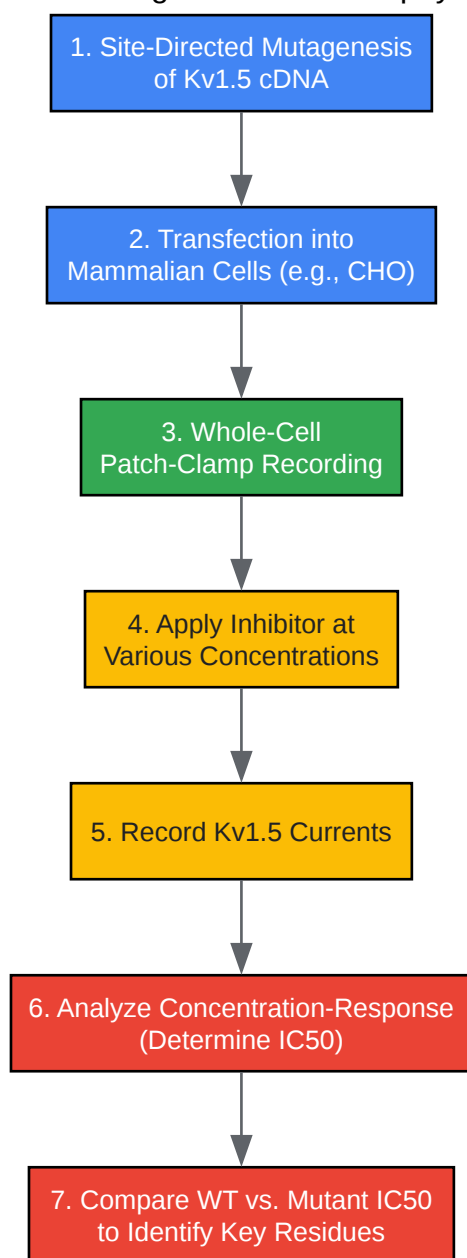 1. Site-Directed Mutagenesis
of Kv1.5 cDNA
2. Transfection into
Mammalian Cells (e.g., CHO)
3. Whole-Cell
Patch-Clamp Recording
4. Apply Inhibitor at
Various Concentrations
5. Record Kv1.5 Currents
6. Analyze Concentration-Response
(Determine IC50)
7. Compare WT vs. Mutant IC50
to Identify Key Residues